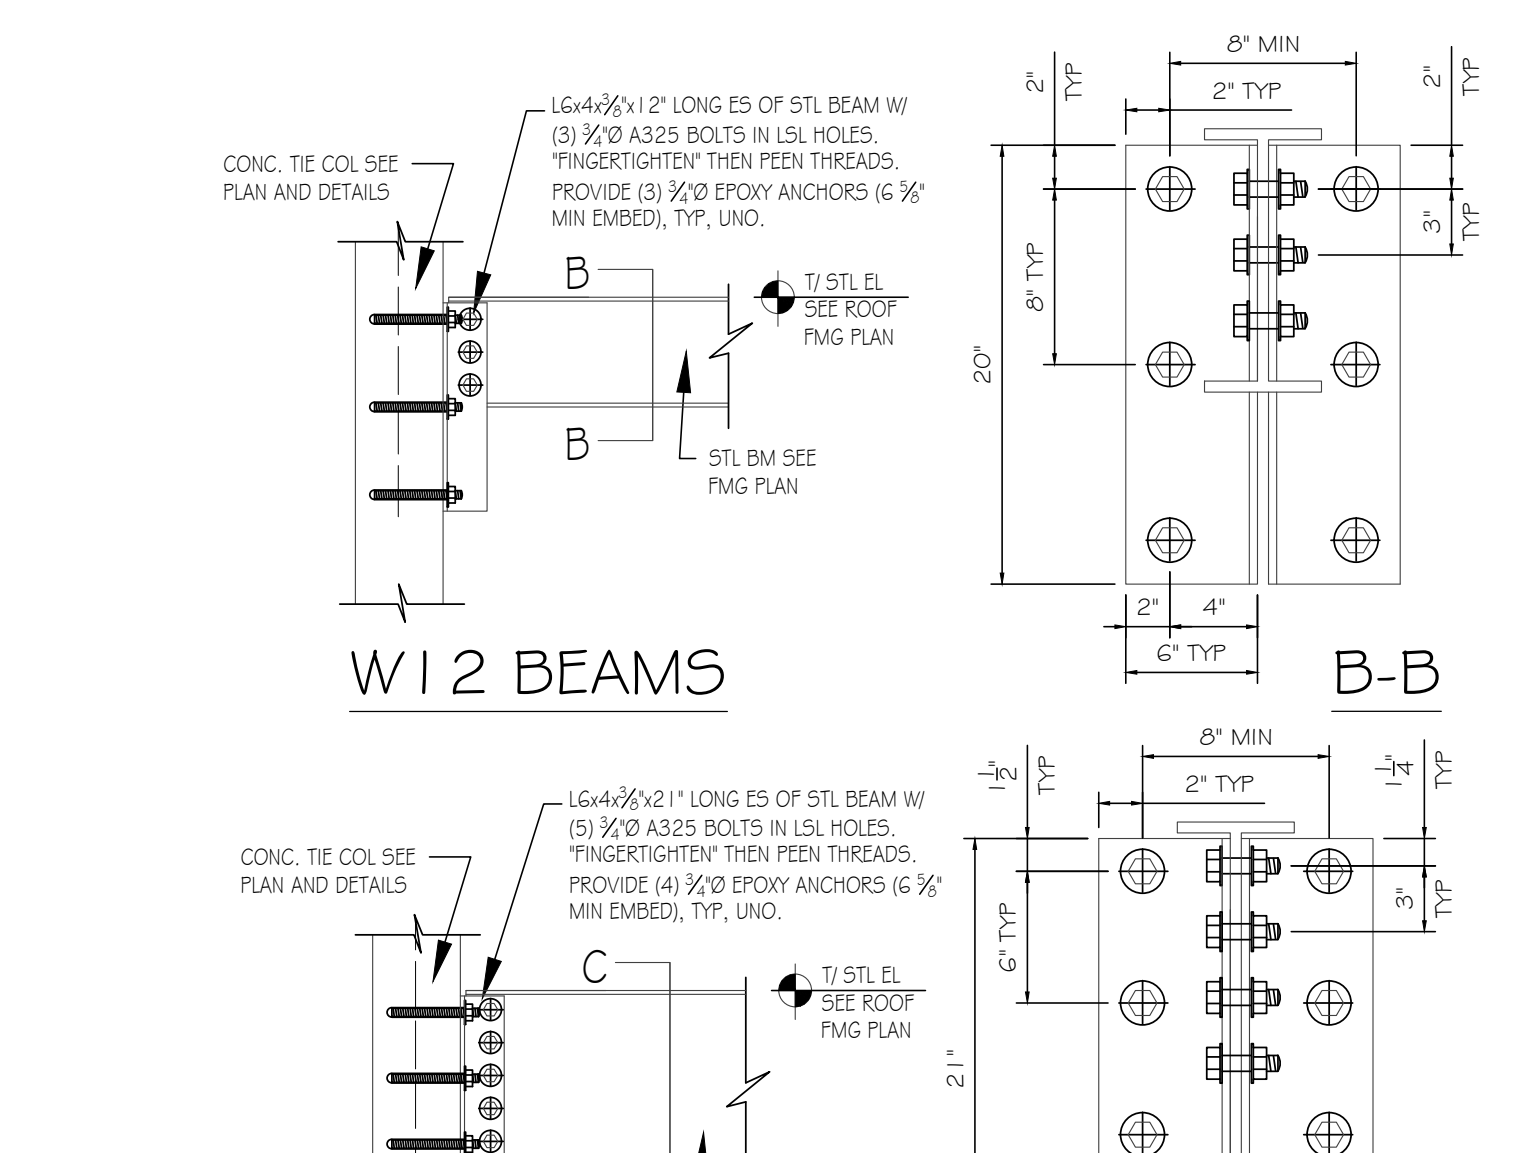 L6x4x3/8"x12" LONG ES OF STL BEAM W/
(3) 3/4"Ø A325 BOLTS IN LSL HOLES.
"FINGERTIGHTEN" THEN PEEN THREADS.
PROVIDE (3) 3/4"Ø EPOXY ANCHORS (6 5/8"
MIN EMBED), TYP, UNO.
CONC. TIE COL SEE
PLAN AND DETAILS
B
T/ STL EL
SEE ROOF
FMG PLAN
B
STL BM SEE
FMG PLAN
W12 BEAMS
8" MIN
2"
TYP
2" TYP
2"
TYP
3"
TYP
8" TYP
20"
2"
4"
6" TYP
B-B
L6x4x3/8"x21" LONG ES OF STL BEAM W/
(5) 3/4"Ø A325 BOLTS IN LSL HOLES.
"FINGERTIGHTEN" THEN PEEN THREADS.
PROVIDE (4) 3/4"Ø EPOXY ANCHORS (6 5/8"
MIN EMBED), TYP, UNO.
CONC. TIE COL SEE
PLAN AND DETAILS
C
T/ STL EL
SEE ROOF
FMG PLAN
8" MIN
1 1/2"
TYP
2" TYP
1 1/4"
TYP
3"
TYP
6" TYP
21"